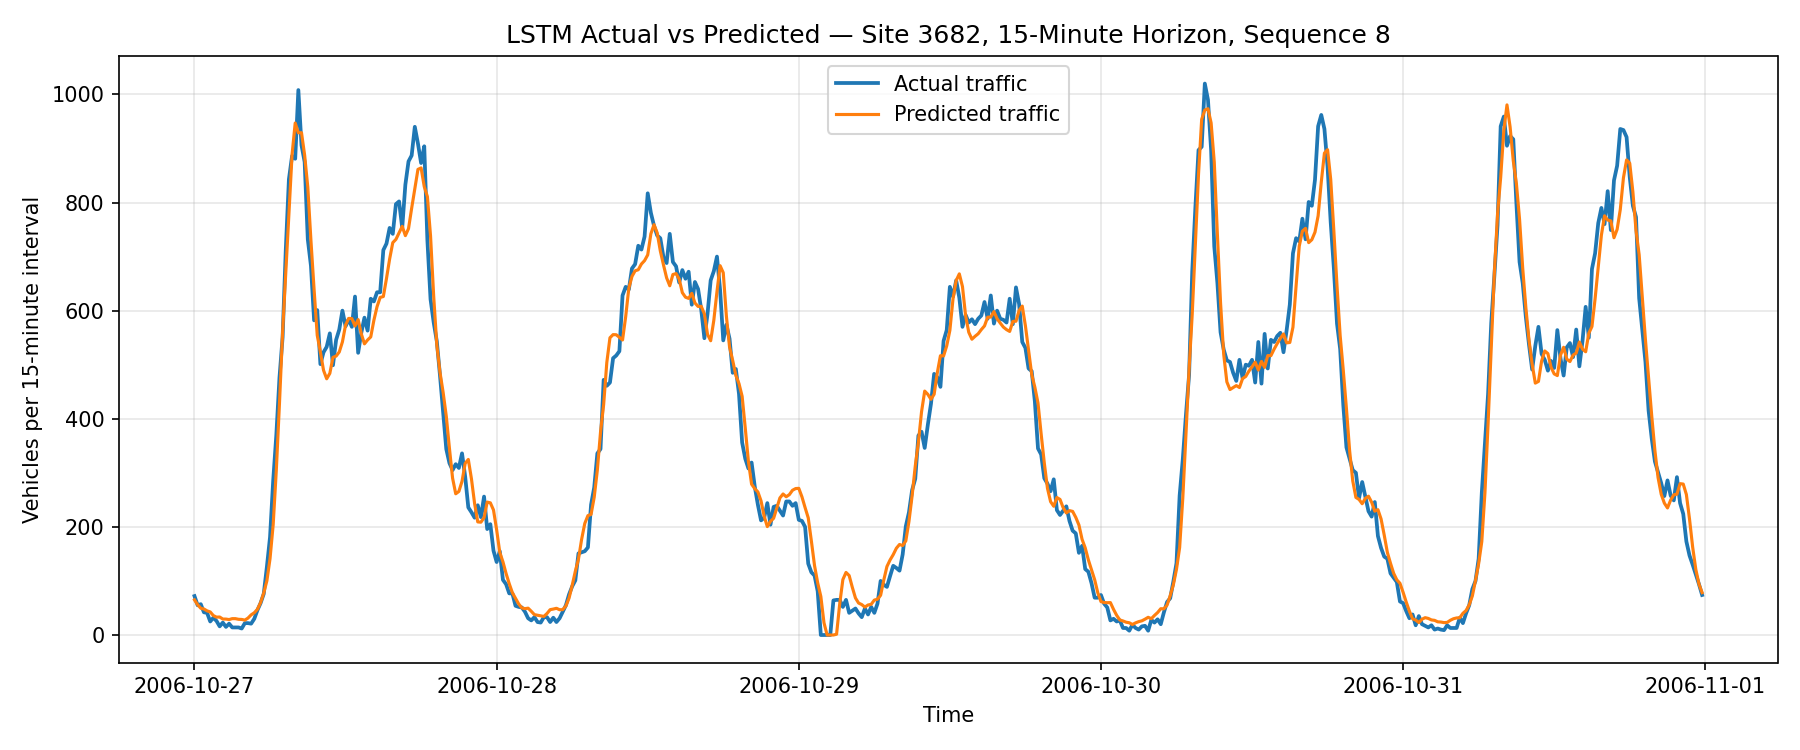 LSTM Actual vs Predicted — Site 3682, 15-Minute Horizon, Sequence 8
Actual traffic
Predicted traffic
Vehicles per 15-minute interval
1000
800
600
400
200
0
2006-10-27 2006-10-28 2006-10-29 2006-10-30 2006-10-31 2006-11-01
Time